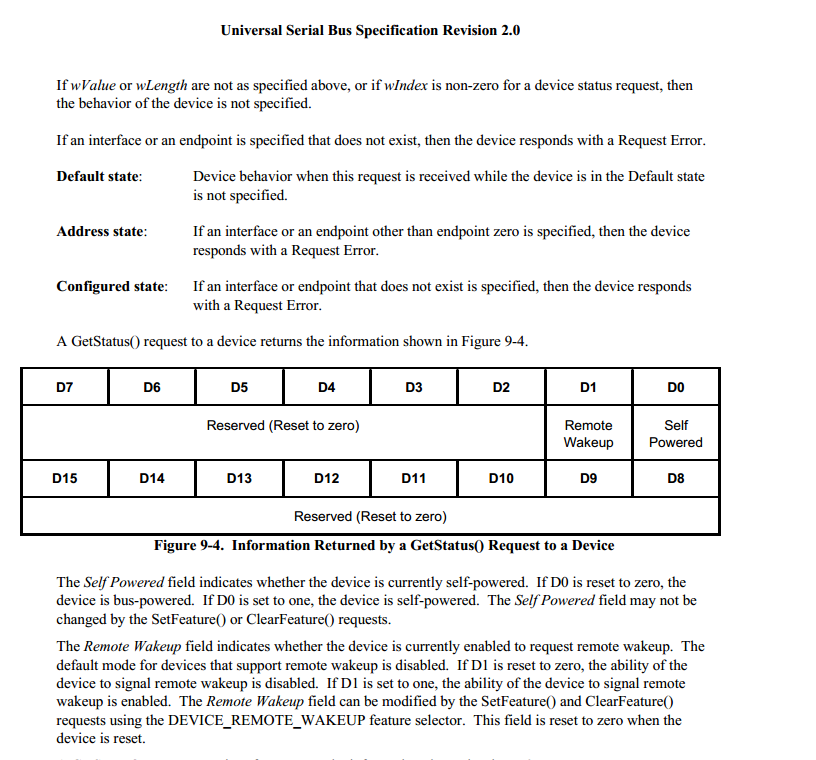 Universal Serial Bus Specification Revision 2.0
If wValue or wLength are not as specified above, or if wIndex is non-zero for a device status request, then
the behavior of the device is not specified.
If an interface or an endpoint is specified that does not exist, then the device responds with a Request Error.
Default state: Device behavior when this request is received while the device is in the Default state
is not specified.
Address state: If an interface or an endpoint other than endpoint zero is specified, then the device
responds with a Request Error.
Configured state: If an interface or endpoint that does not exist is specified, then the device responds
with a Request Error.
A GetStatus() request to a device returns the information shown in Figure 9-4.
D7 D6 D5 D4 D3 D2 D1 D0
Reserved (Reset to zero) Remote Self
Wakeup Powered
D15 D14 D13 D12 D11 D10 D9 D8
Reserved (Reset to zero)
Figure 9-4. Information Returned by a GetStatus() Request to a Device
The Self Powered field indicates whether the device is currently self-powered. If D0 is reset to zero, the
device is bus-powered. If D0 is set to one, the device is self-powered. The Self Powered field may not be
changed by the SetFeature() or ClearFeature() requests.
The Remote Wakeup field indicates whether the device is currently enabled to request remote wakeup. The
default mode for devices that support remote wakeup is disabled. If D1 is reset to zero, the ability of the
device to signal remote wakeup is disabled. If D1 is set to one, the ability of the device to signal remote
wakeup is enabled. The Remote Wakeup field can be modified by the SetFeature() and ClearFeature()
requests using the DEVICE_REMOTE_WAKEUP feature selector. This field is reset to zero when the
device is reset.